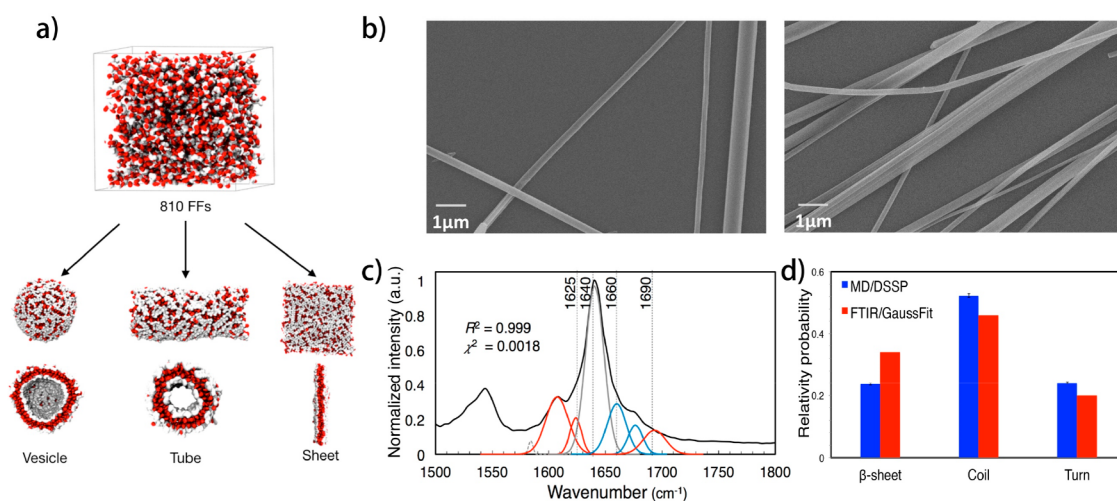 a)
810 FFs
Vesicle
Tube
Sheet
b)
1μm
1μm
c)
Normalized intensity (a.u.)
1
0.8
0.6
0.4
0.2
0
1625
1640
1660
1690
R² = 0.999
χ² = 0.0018
1500
1550
1600
1650
1700
1750
1800
Wavenumber (cm⁻¹)
d)
Relativity probability
0.6
0.4
0.2
0.0
MD/DSSP
FTIR/GaussFit
β-sheet
Coil
Turn